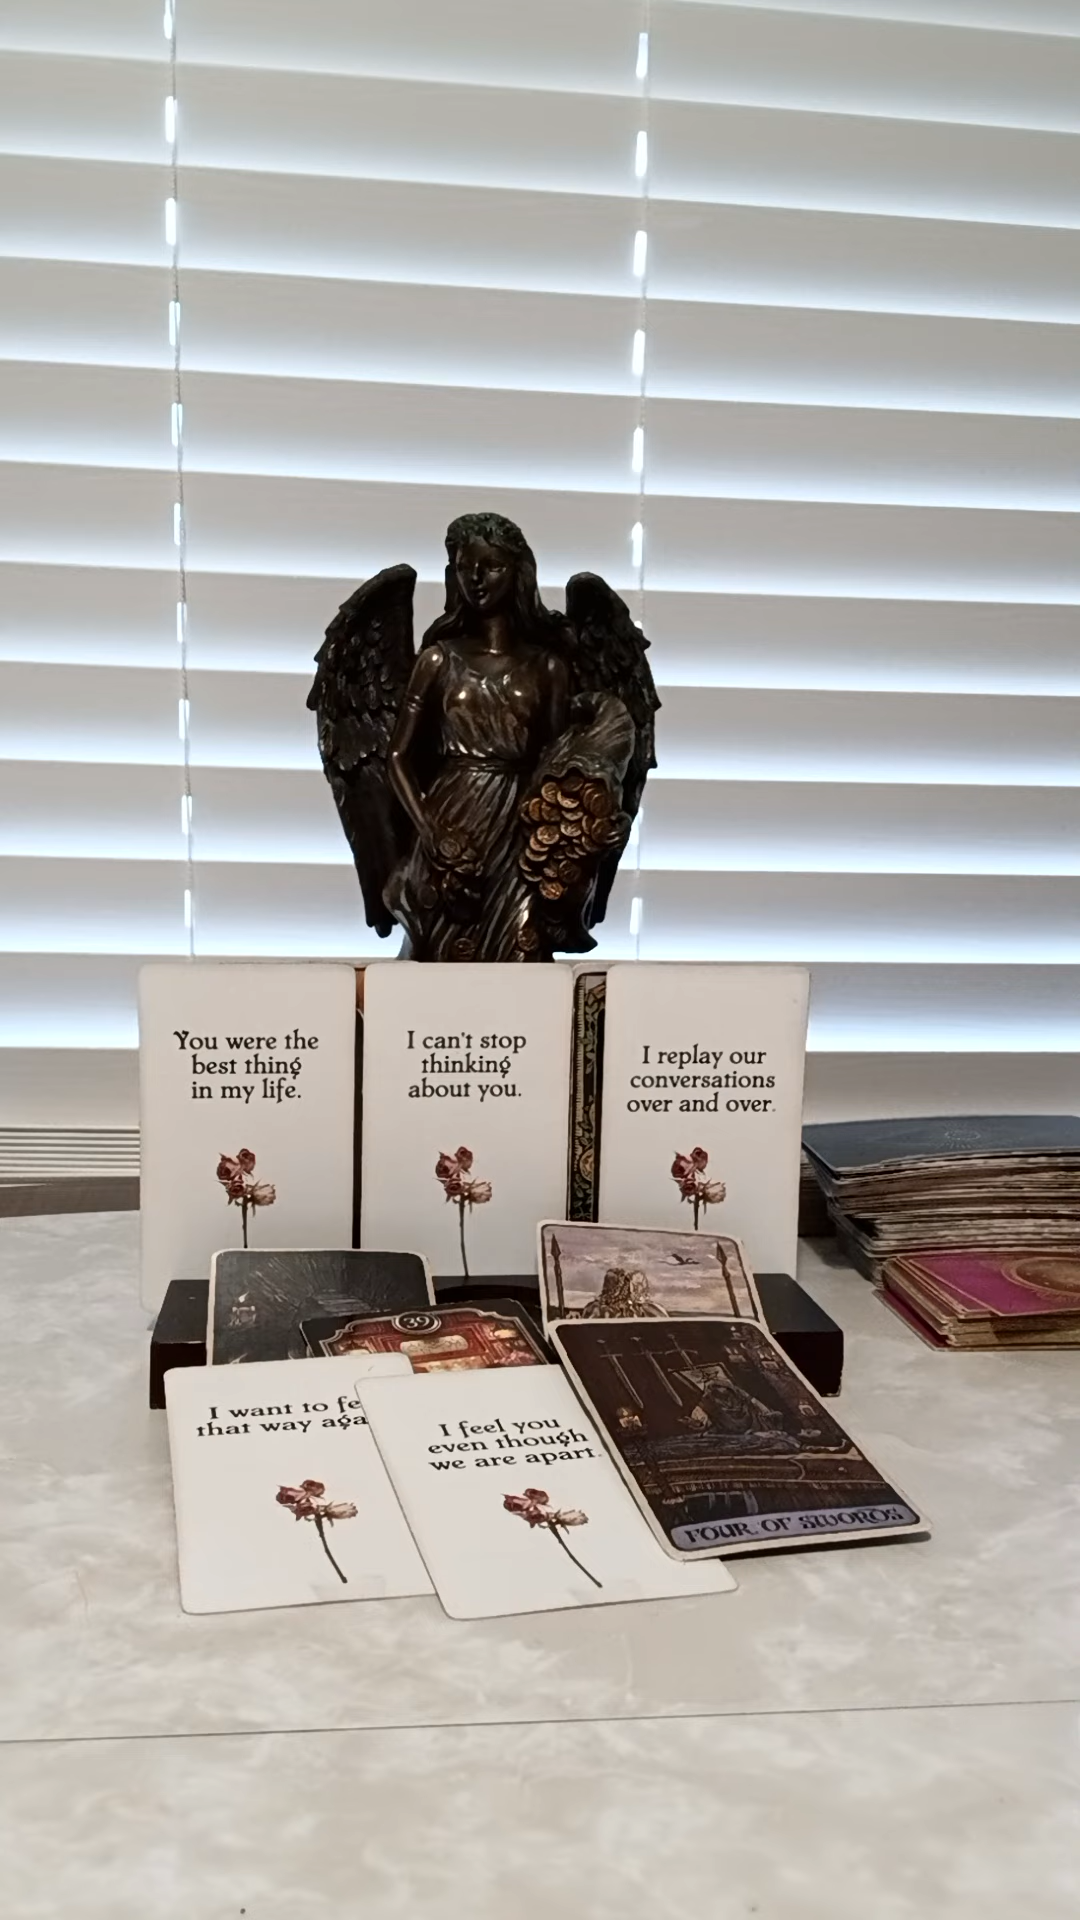 You were the
best thing
in my life.
I can't stop
thinking
about you.
I replay our
conversations
over and over.
39
I want to fe
that way aga
I feel you
even though
we are apart.
FOUR OF SWORDS